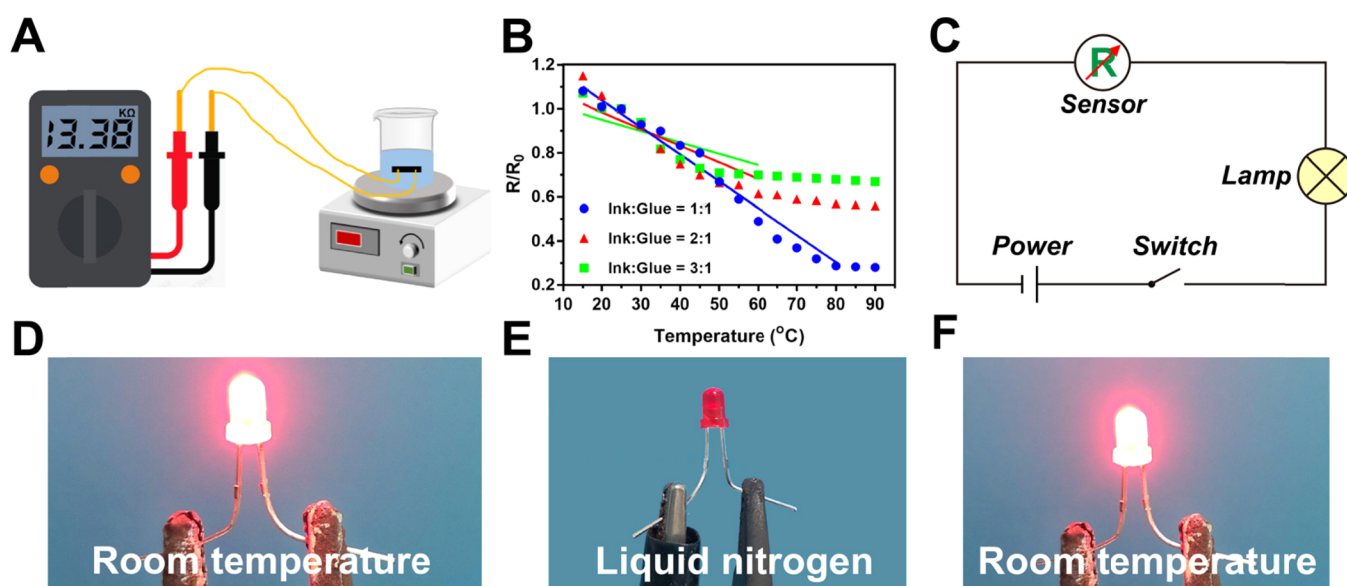 A
KΩ
13.38
B
1.2
1.0
0.8
0.6
0.4
0.2
R/R0
Ink:Glue = 1:1
Ink:Glue = 2:1
Ink:Glue = 3:1
10 20 30 40 50 60 70 80 90
Temperature (°C)
C
R
Sensor
Lamp
Power
Switch
D
Room temperature
E
Liquid nitrogen
F
Room temperature